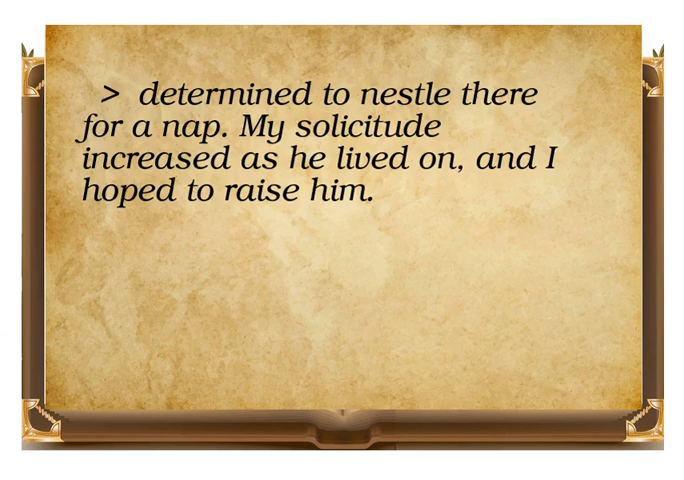 > determined to nestle there
for a nap. My solicitude
increased as he lived on, and I
hoped to raise him.